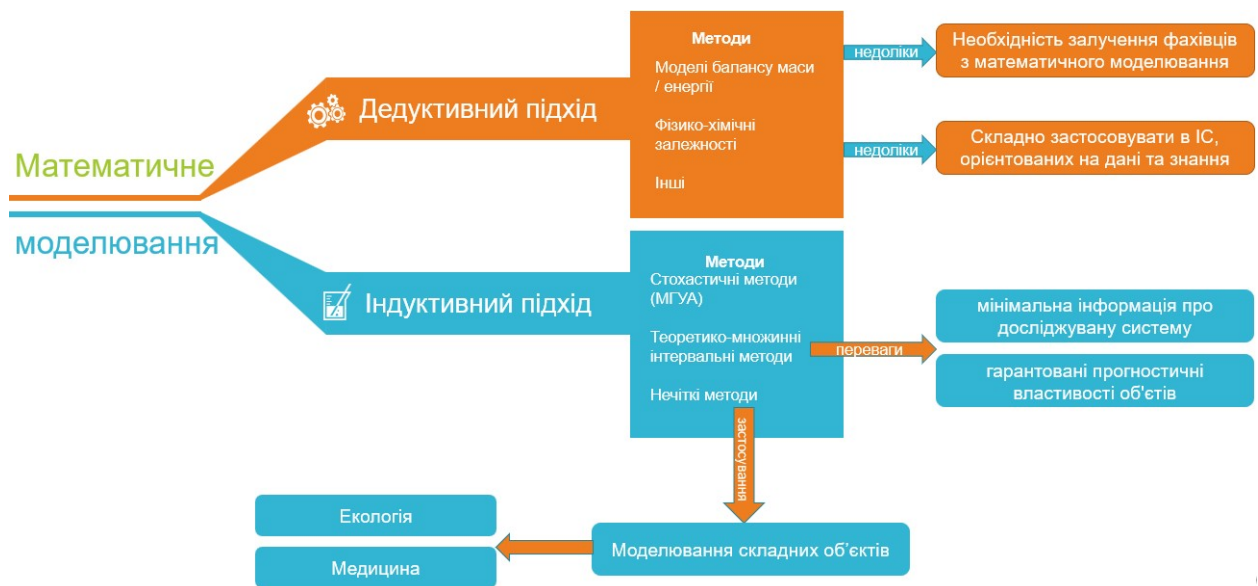 Математичне
моделювання
Дедуктивний підхід
Методи
Моделі балансу маси
/ енергії
Фізико-хімічні
залежності
Інші
недоліки
Необхідність залучення фахівців
з математичного моделювання
недоліки
Складно застосовувати в ІС,
орієнтованих на дані та знання
Індуктивний підхід
Методи
Стохастичні методи
(МГУА)
Теоретико-множинні
інтервальні методи
Нечіткі методи
переваги
мінімальна інформація про
досліджувану систему
гарантовані прогностичні
властивості об'єтів
застосування
Моделювання складних об’єктів
Екологія
Медицина